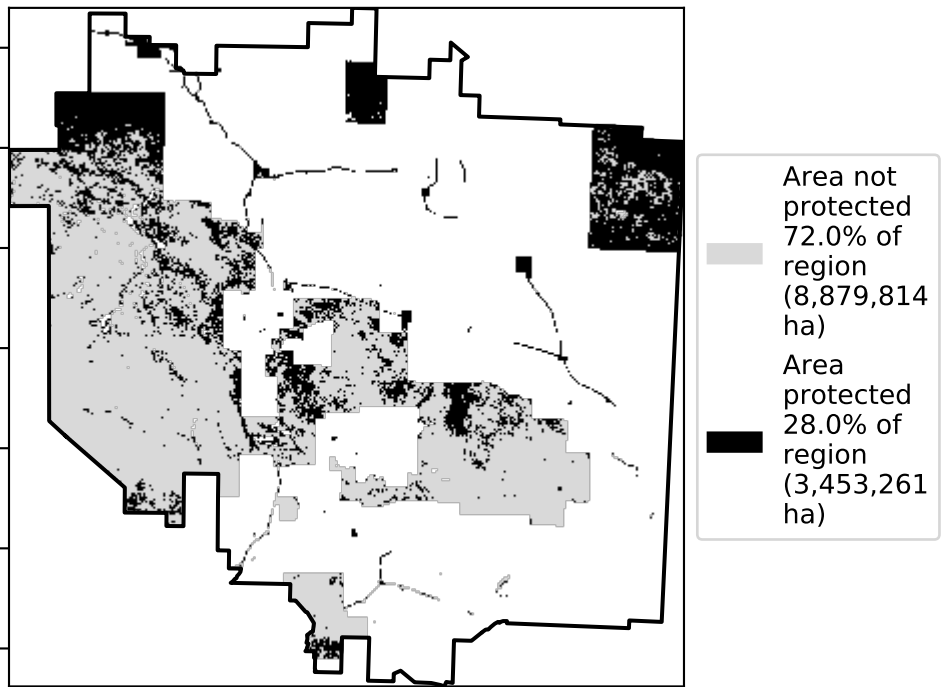 Area not
protected
72.0% of
region
(8,879,814
ha)
Area
protected
28.0% of
region
(3,453,261
ha)